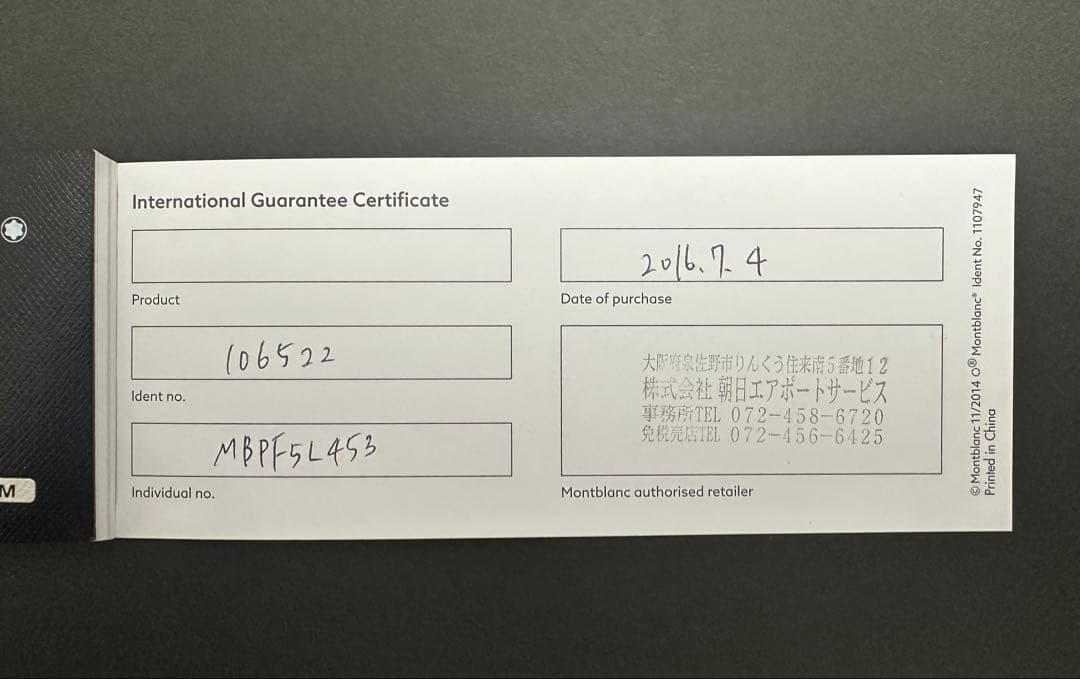 International Guarantee Certificate
Product
106522
Ident no.
MBPF5L453
Individual no.
2016.7.4
Date of purchase
大阪府泉佐野市りんくう住来南5番地12
株式会社 朝日エアポートサービス
事務所TEL 072-458-6720
免税売店TEL 072-456-6425
Montblanc authorised retailer
© Montblanc 11/2014 O® Montblanc® Ident No. 1107947
Printed in China
M